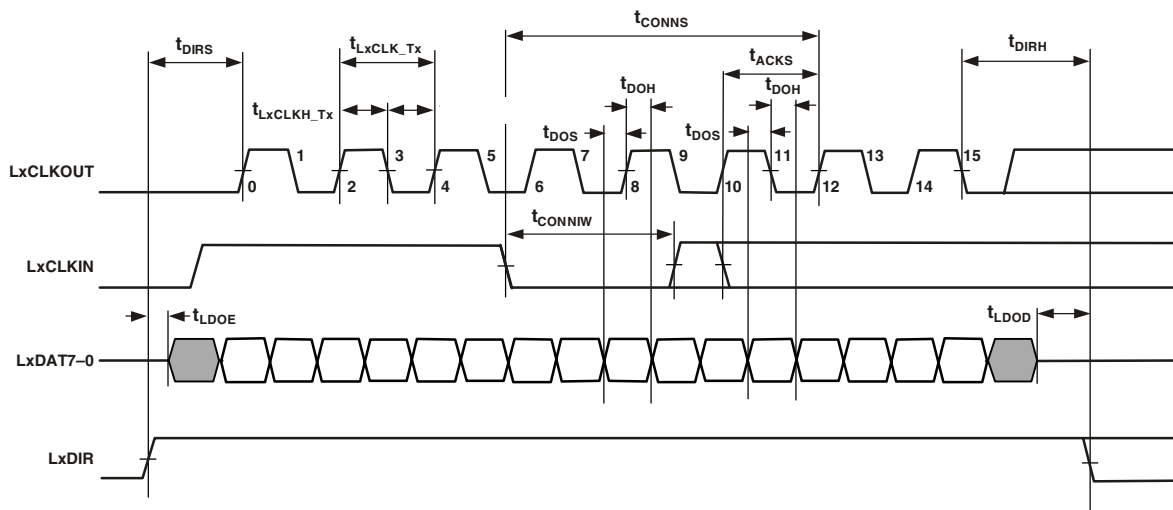 tCONNS
tDIRS
tLxCLK_Tx
tACKS
tDIRH
tDOH
tDOH
tLxCLKH_Tx
tDOS
tDOS
1 3 5 7 9 11 13 15
LxCLKOUT
0 2 4 6 8 10 12 14
tCONNIW
LxCLKIN
tLDOE
tLDOD
LxDAT7–0
LxDIR